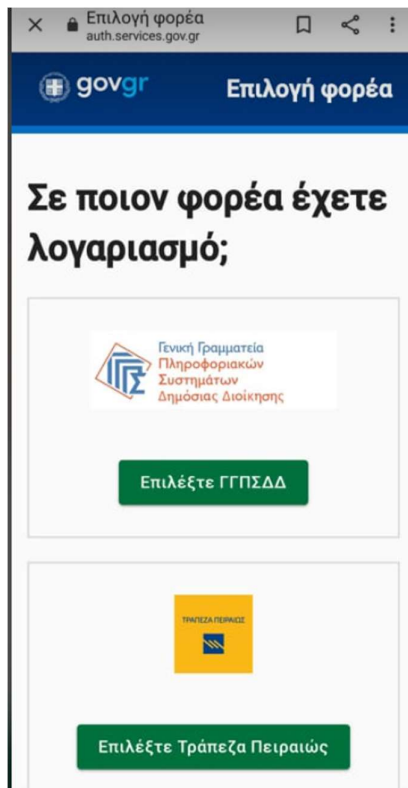 Επιλογή φορέα
auth.services.gov.gr
govgr
Επιλογή φορέα
Σε ποιον φορέα έχετε
λογαριασμό;
Γενική Γραμματεία
Πληροφοριακών
Συστημάτων
Δημόσιας Διοίκησης
Επιλέξτε ΓΓΠΣΔΔ
ΤΡΑΠΕΖΑ ΠΕΙΡΑΙΩΣ
Επιλέξτε Τράπεζα Πειραιώς